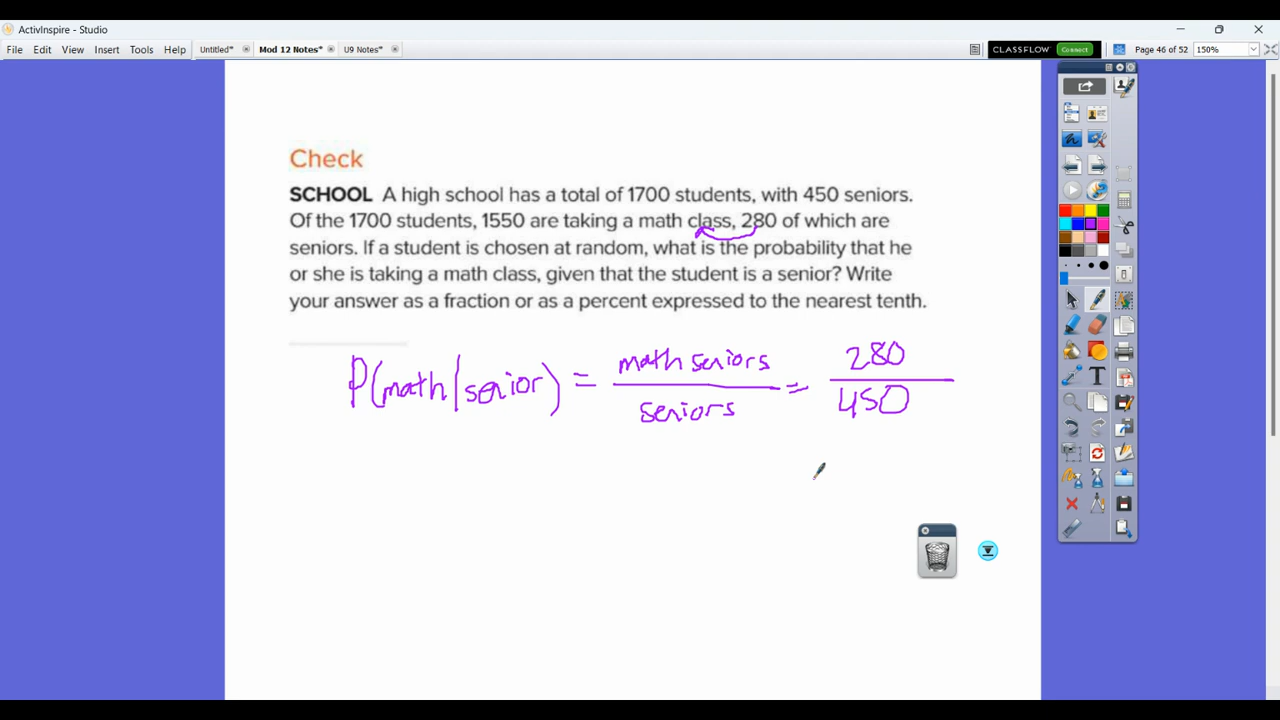 ActivInspire - Studio
File Edit View Insert Tools Help Untitled* Mod 12 Notes* U9 Notes* CLASSFLOW Connect Page 46 of 52 150%
Check
SCHOOL A high school has a total of 1700 students, with 450 seniors.
Of the 1700 students, 1550 are taking a math class, 280 of which are
seniors. If a student is chosen at random, what is the probability that he
or she is taking a math class, given that the student is a senior? Write
your answer as a fraction or as a percent expressed to the nearest tenth.
P(math|senior) = math seniors / seniors = 280 / 450